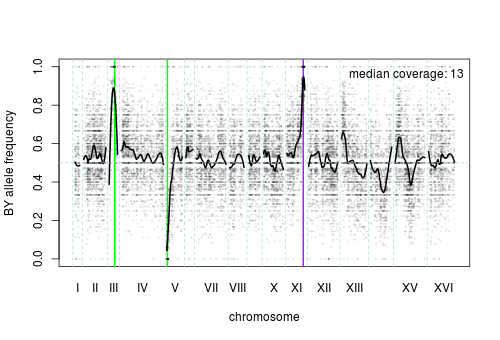 median coverage: 13
BY allele frequency
1.0
0.8
0.6
0.4
0.2
0.0
I II III IV V VII VIII X XI XII XIII XV XVI
chromosome